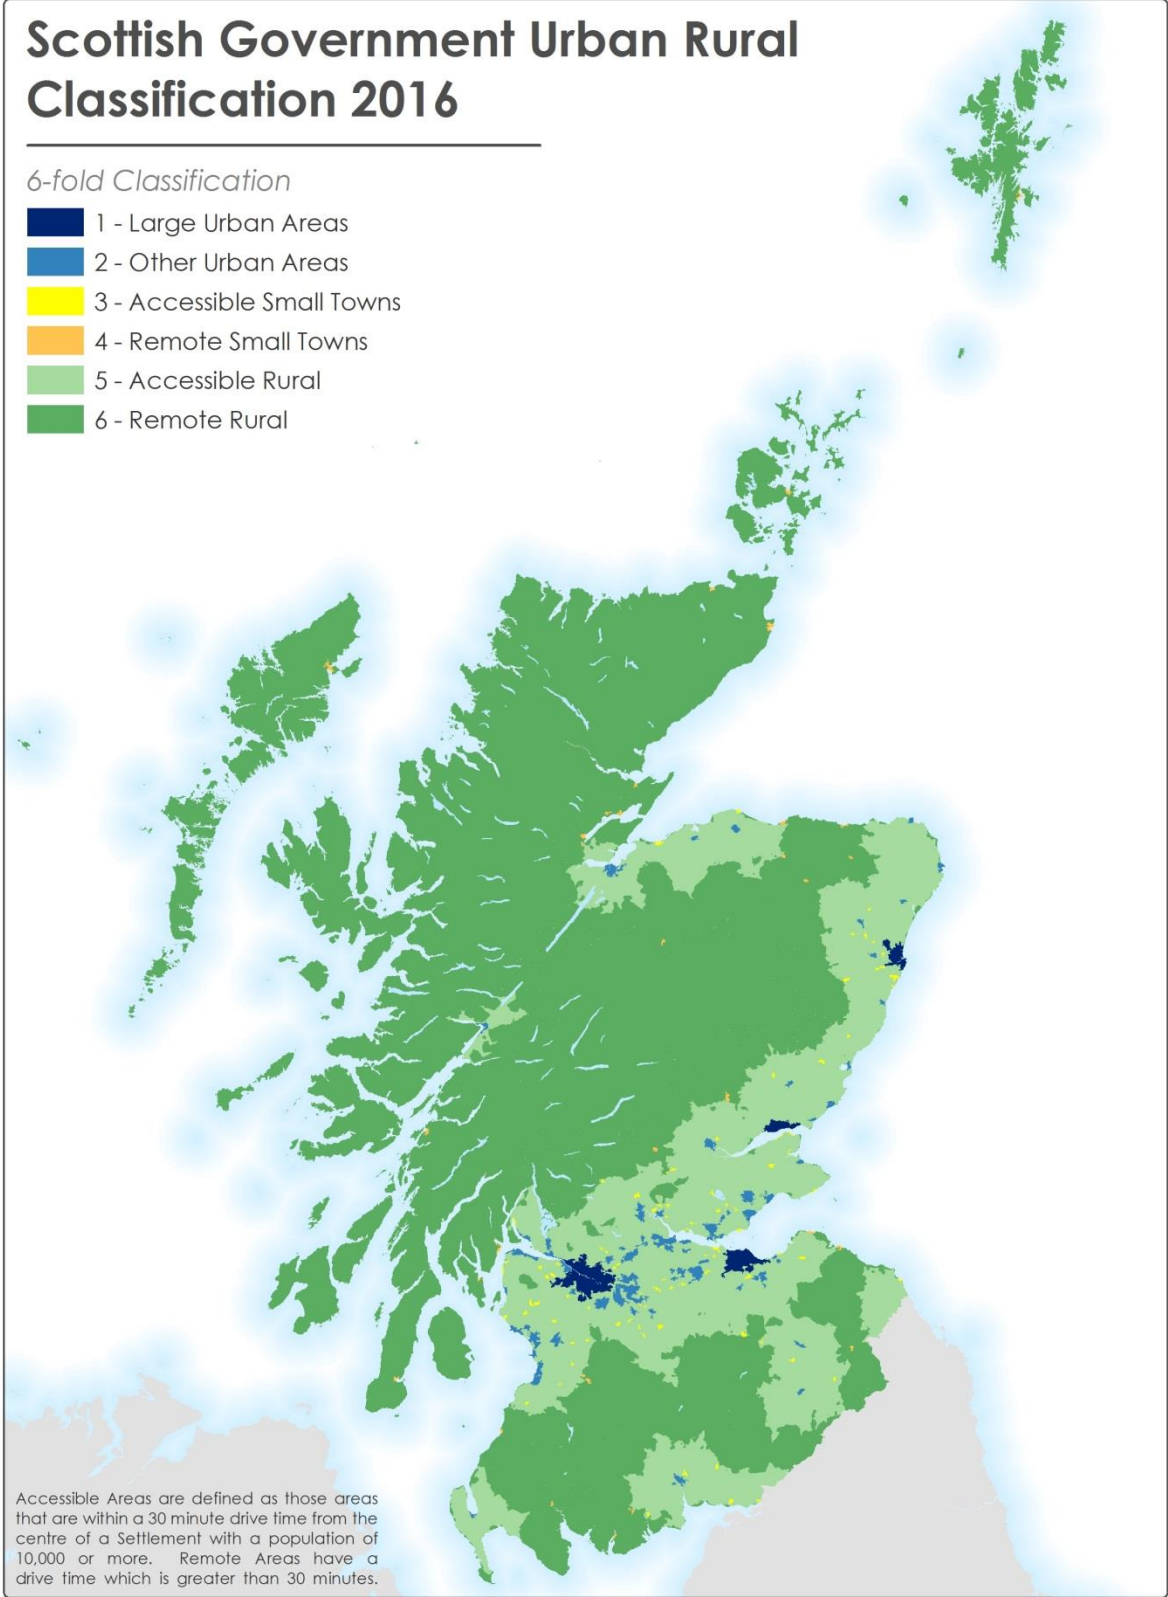 Scottish Government Urban Rural
Classification 2016
6-fold Classification
1 - Large Urban Areas
2 - Other Urban Areas
3 - Accessible Small Towns
4 - Remote Small Towns
5 - Accessible Rural
6 - Remote Rural
Accessible Areas are defined as those areas
that are within a 30 minute drive time from the
centre of a Settlement with a population of
10,000 or more. Remote Areas have a
drive time which is greater than 30 minutes.